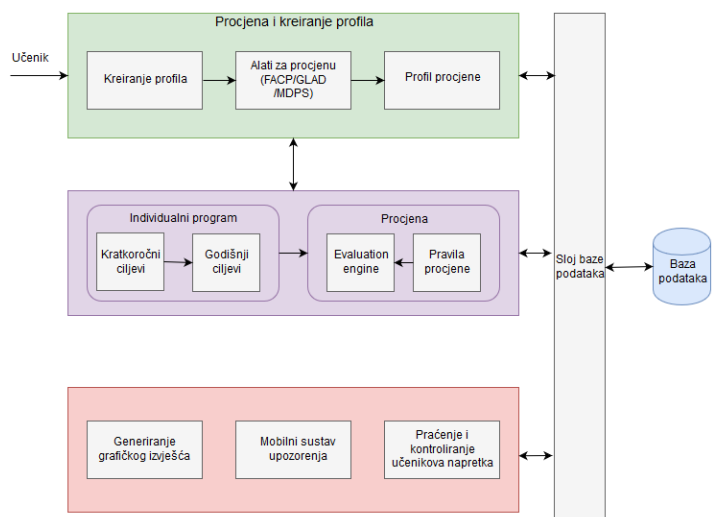 Procjena i kreiranje profila
Učenik
Kreiranje profila
Alati za procjenu
(FACP/GLAD
/MDPS)
Profil procjene
Individualni program
Kratkoročni
ciljevi
Godišnji
ciljevi
Procjena
Evaluation
engine
Pravila
procjene
Sloj baze
podataka
Baza
podataka
Generiranje
grafičkog izvješća
Mobilni sustav
upozorenja
Praćenje i
kontroliranje
učenikova napretka